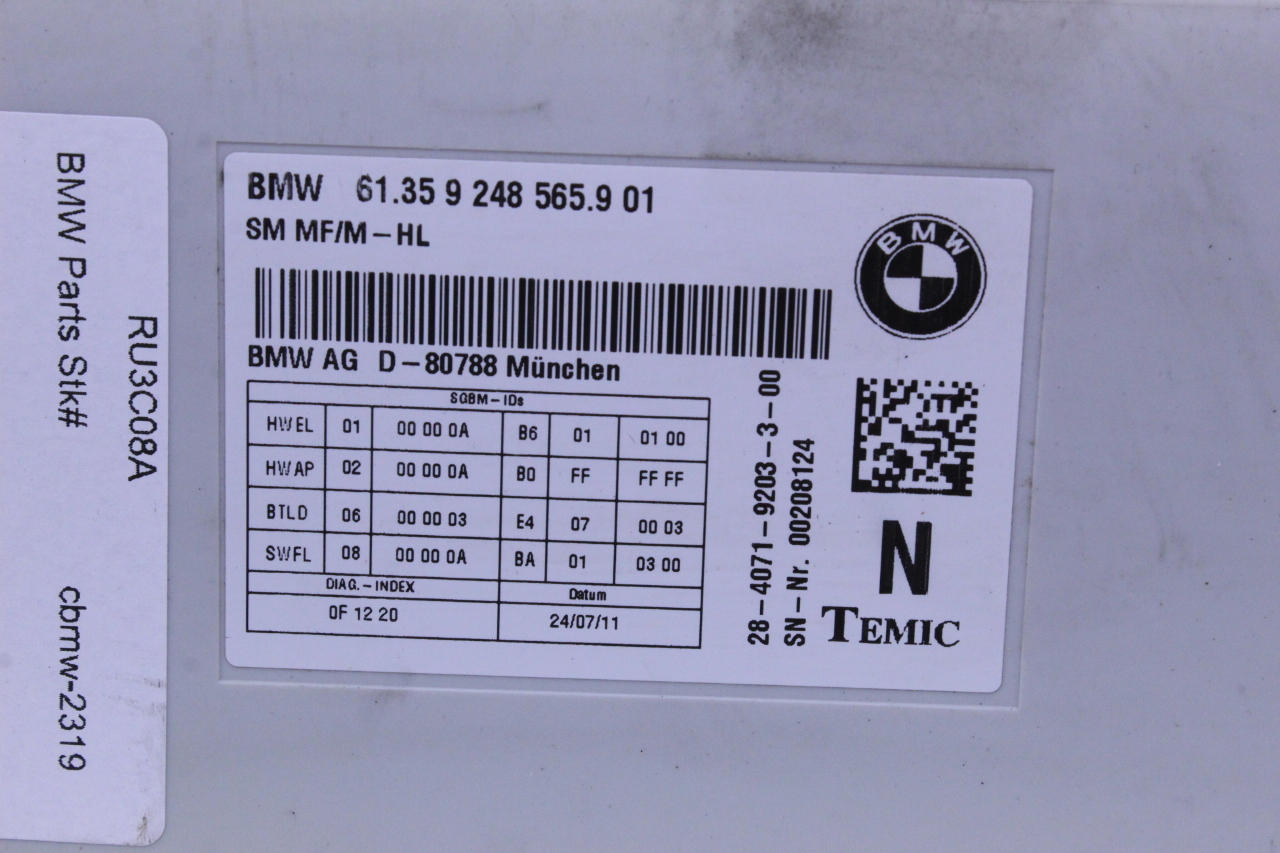 BMW 61.35 9 248 565.9 01
SM MF/M-HL
BMW AG D-80788 München
SGBM-IDs
HWEL 01 00 00 0A B6 01 01 00
HWAP 02 00 00 0A B0 FF FF FF
BTLD 06 00 00 03 E4 07 00 03
SWFL 08 00 00 0A BA 01 03 00
DIAG.-INDEX Datum
0F 12 20 24/07/11
28-4071-9203-3-00
SN-Nr. 00208124
BMW
N
TEMIC
RU3C08A
BMW Parts Stk# cbmw-2319